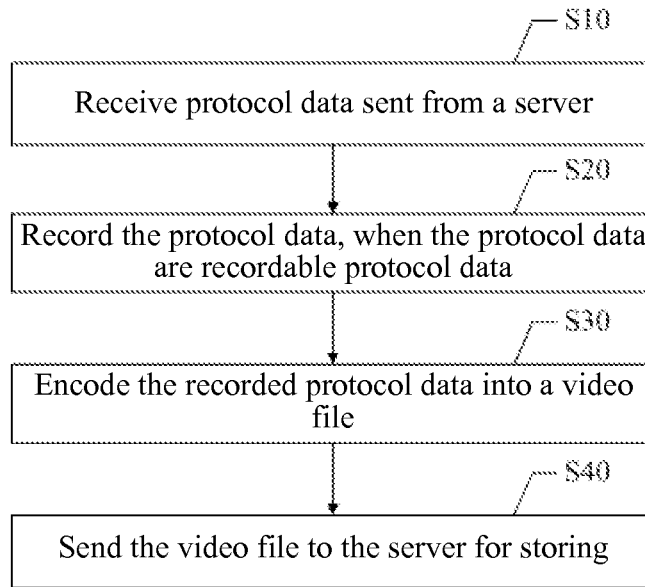 S10
Receive protocol data sent from a server
S20
Record the protocol data, when the protocol data
are recordable protocol data
S30
Encode the recorded protocol data into a video
file
S40
Send the video file to the server for storing